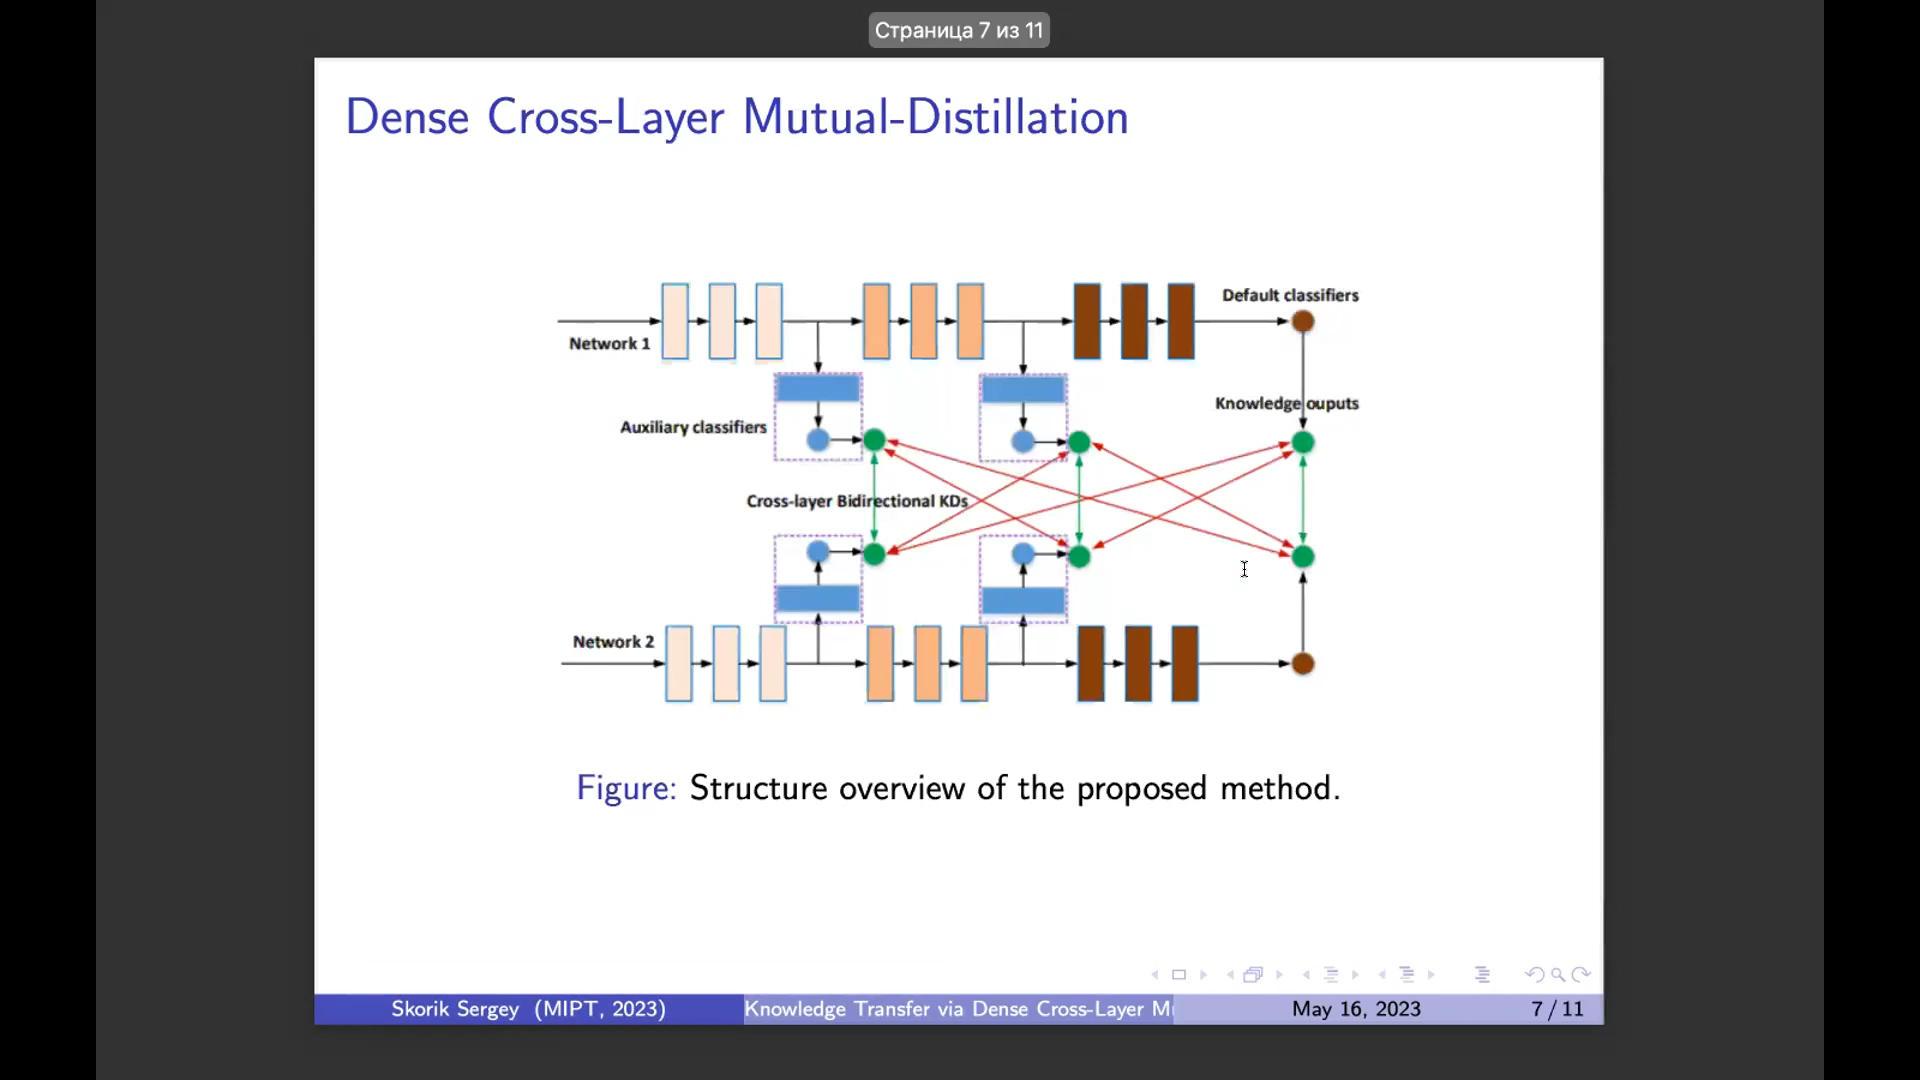 Страница 7 из 11
Dense Cross-Layer Mutual-Distillation
Default classifiers
Network 1
Knowledge ouputs
Auxiliary classifiers
Cross-layer Bidirectional KDs
Network 2
Figure: Structure overview of the proposed method.
Skorik Sergey (MIPT, 2023)
Knowledge Transfer via Dense Cross-Layer
May 16, 2023
7 / 11